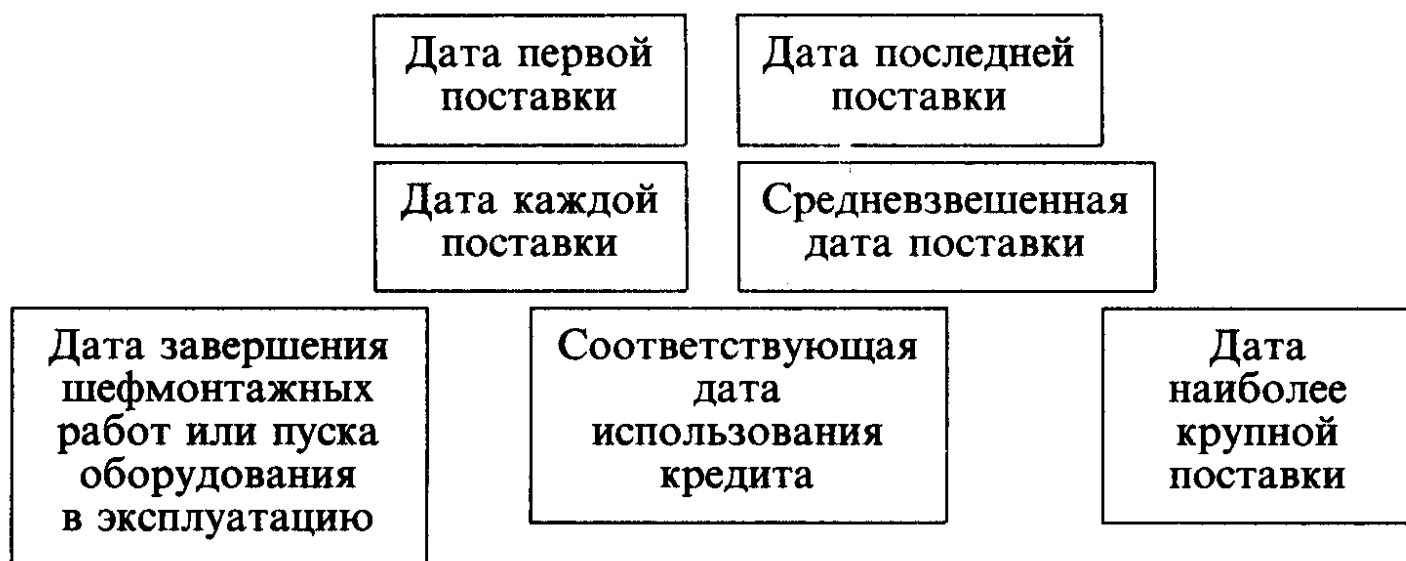 Дата первой
поставки
Дата последней
поставки
Дата каждой
поставки
Средневзвешенная
дата поставки
Дата завершения
шефмонтажных
работ или пуска
оборудования
в эксплуатацию
Соответствующая
дата
использования
кредита
Дата
наиболее
крупной
поставки